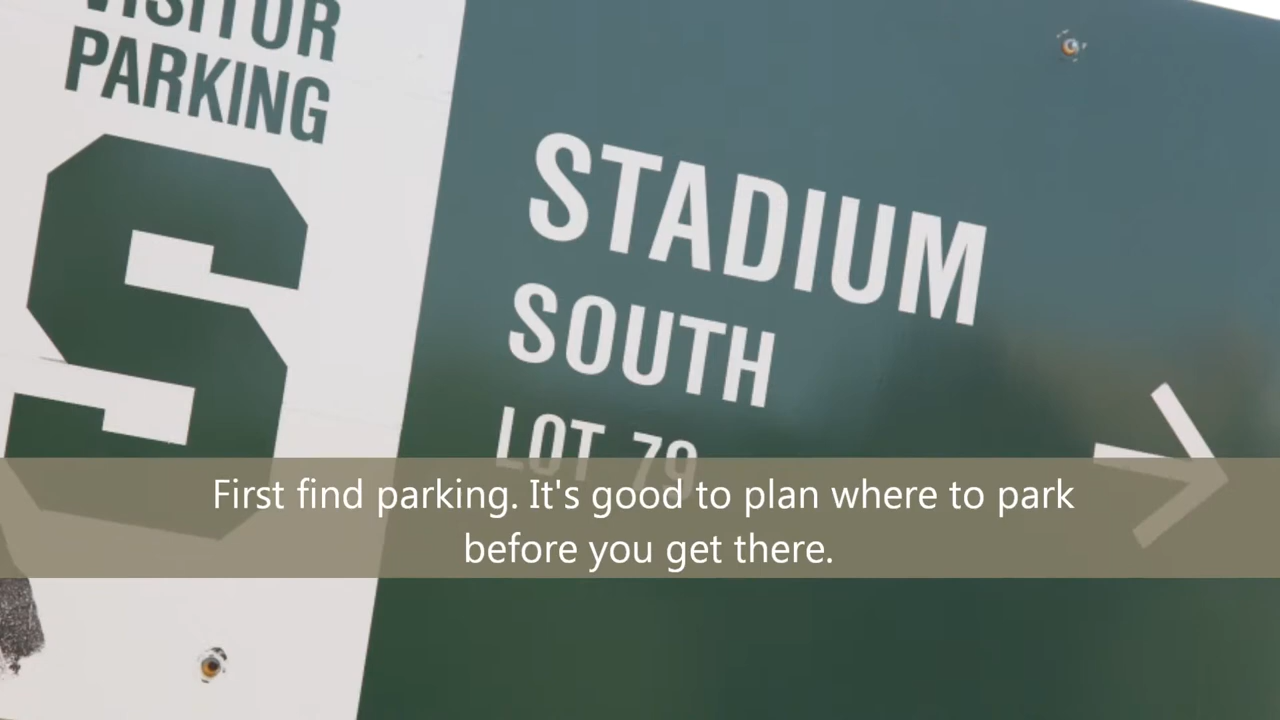 VISITOR
PARKING
S
STADIUM
SOUTH
LOT 79
First find parking. It's good to plan where to park
before you get there.